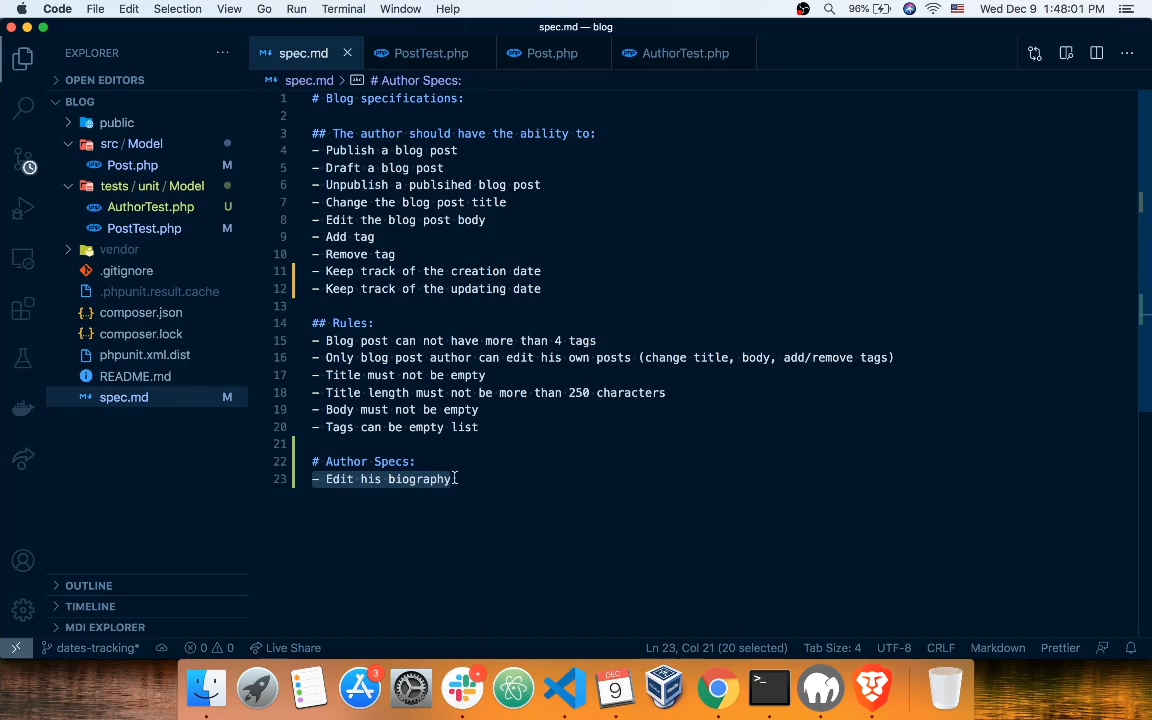 Code File Edit Selection View Go Run Terminal Window Help 96% Wed Dec 9 1:48:01 PM
spec.md — blog
EXPLORER
OPEN EDITORS
BLOG
public
src / Model
Post.php M
tests / unit / Model
AuthorTest.php U
PostTest.php M
vendor
.gitignore
.phpunit.result.cache
composer.json
composer.lock
phpunit.xml.dist
README.md
spec.md M
OUTLINE
TIMELINE
MDI EXPLORER
spec.md PostTest.php Post.php AuthorTest.php
spec.md > # Author Specs:
1 # Blog specifications:
2
3 ## The author should have the ability to:
4 - Publish a blog post
5 - Draft a blog post
6 - Unpublish a publsihed blog post
7 - Change the blog post title
8 - Edit the blog post body
9 - Add tag
10 - Remove tag
11 - Keep track of the creation date
12 - Keep track of the updating date
13
14 ## Rules:
15 - Blog post can not have more than 4 tags
16 - Only blog post author can edit his own posts (change title, body, add/remove tags)
17 - Title must not be empty
18 - Title length must not be more than 250 characters
19 - Body must not be empty
20 - Tags can be empty list
21
22 # Author Specs:
23 - Edit his biography
dates-tracking* 0 0 Live Share Ln 23, Col 21 (20 selected) Tab Size: 4 UTF-8 CRLF Markdown Prettier
3
DEC
9